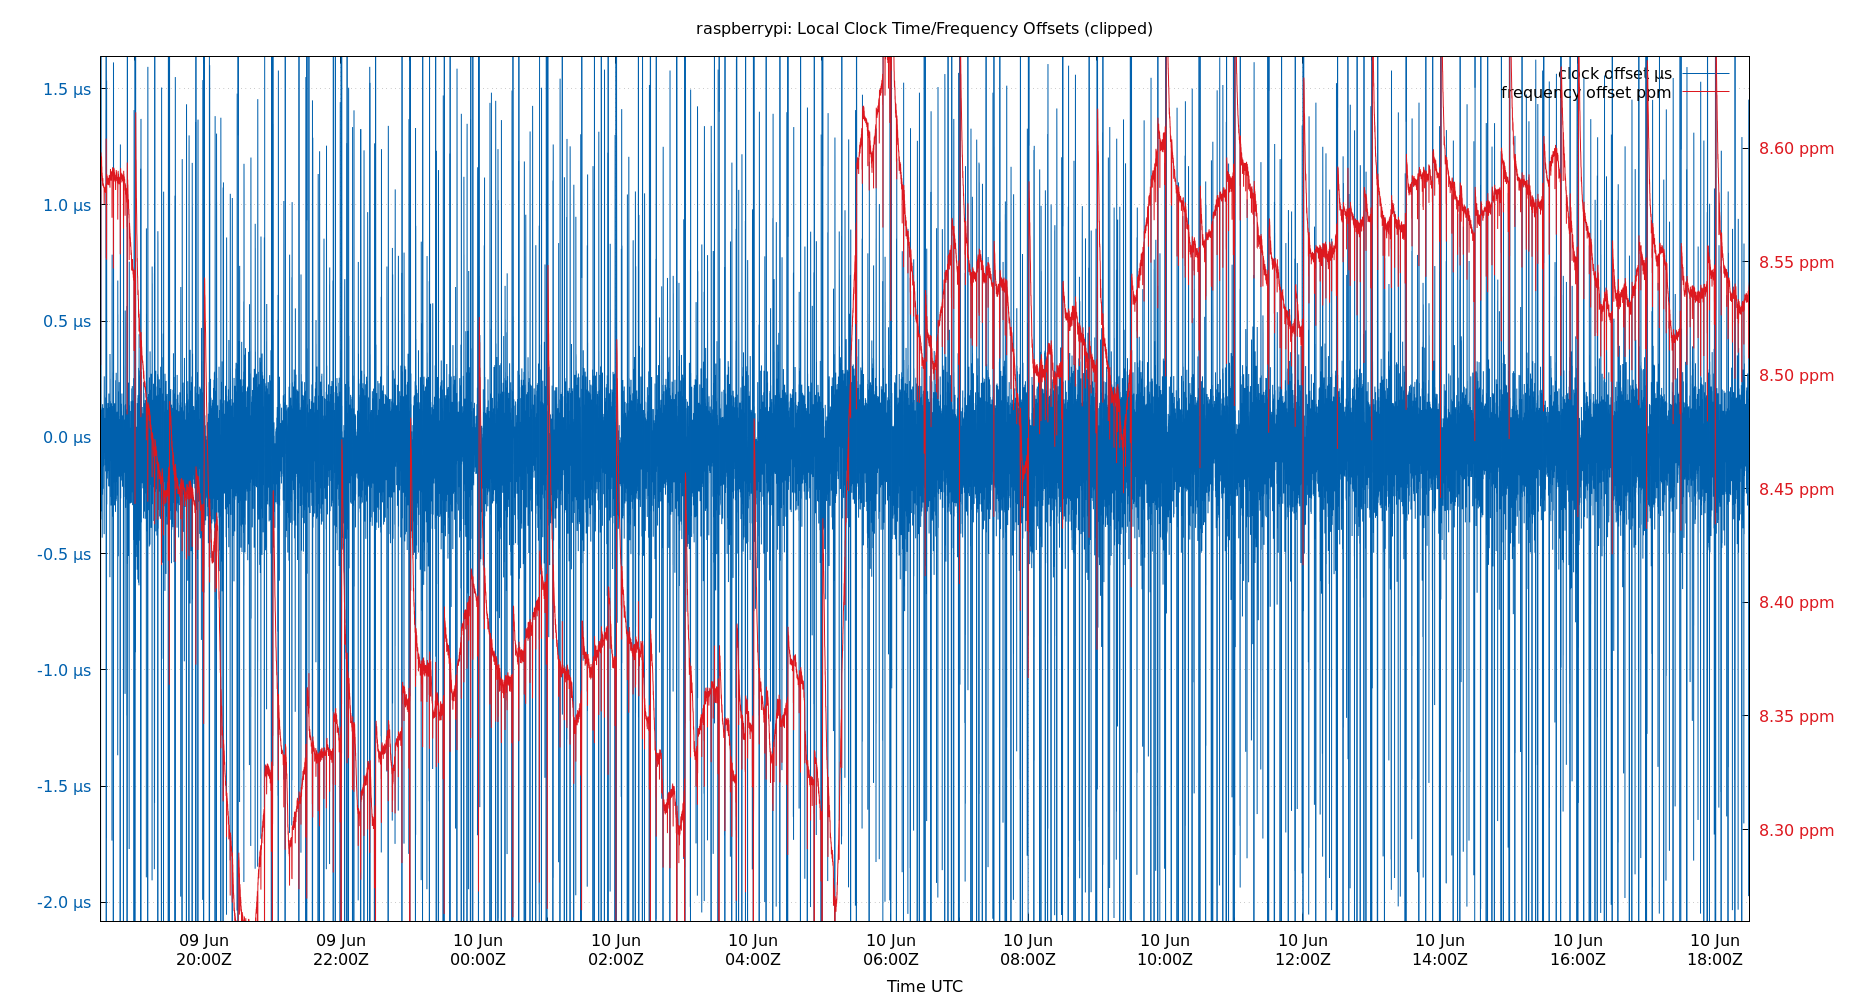 raspberrypi: Local Clock Time/Frequency Offsets (clipped)
clock offset µs
frequency offset ppm
1.5 µs
1.0 µs
0.5 µs
0.0 µs
-0.5 µs
-1.0 µs
-1.5 µs
-2.0 µs
8.60 ppm
8.55 ppm
8.50 ppm
8.45 ppm
8.40 ppm
8.35 ppm
8.30 ppm
09 Jun 09 Jun 10 Jun 10 Jun 10 Jun 10 Jun 10 Jun 10 Jun 10 Jun 10 Jun 10 Jun 10 Jun
20:00Z 22:00Z 00:00Z 02:00Z 04:00Z 06:00Z 08:00Z 10:00Z 12:00Z 14:00Z 16:00Z 18:00Z
Time UTC